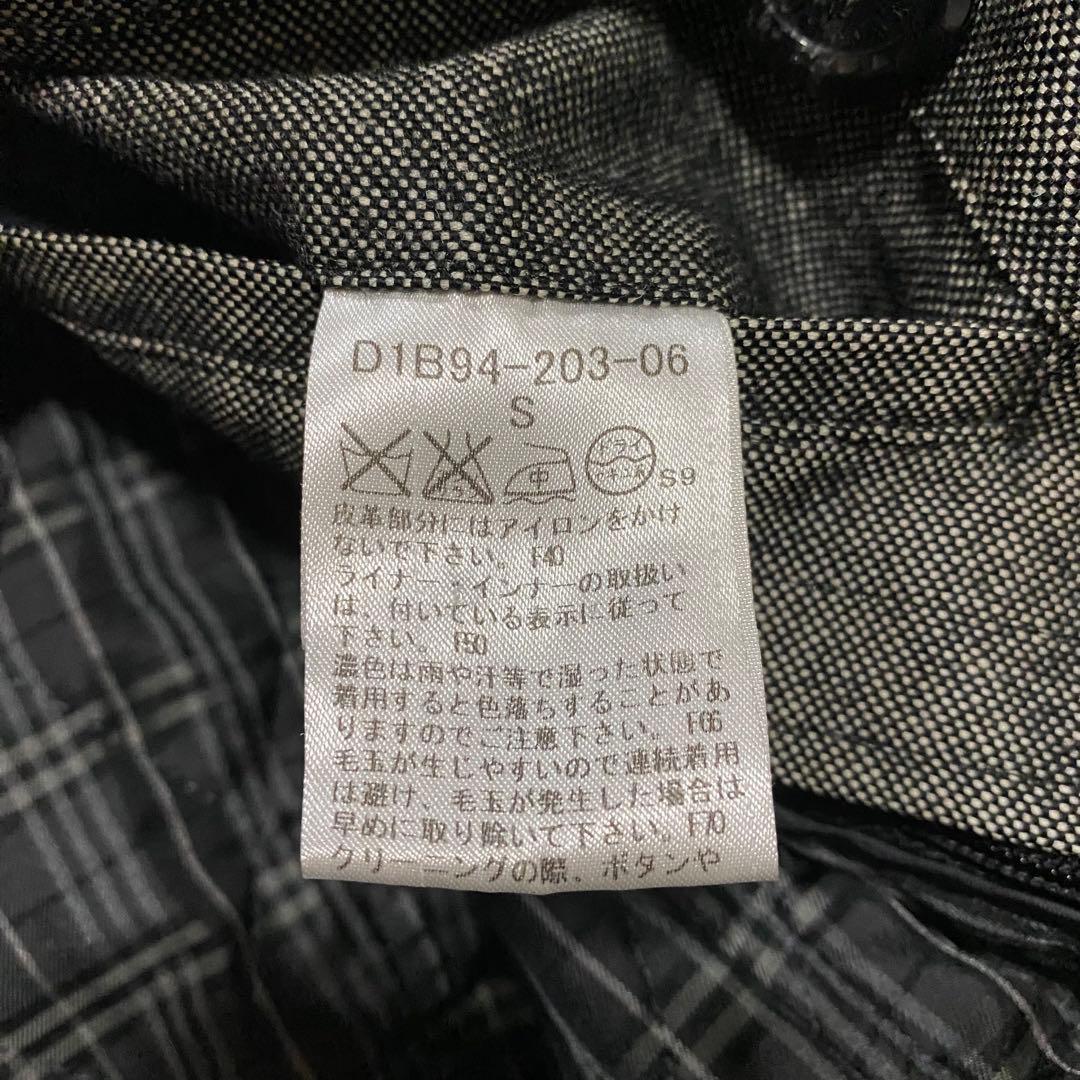 D1B94-203-06
S
中 ドライ S9
皮革部分にはアイロンをかけ
ないで下さい。F40
ライナー・インナーの取扱い
は、付いている表示に従って
下さい。F50
濃色は雨や汗等で湿った状態で
着用すると色落ちすることがあ
りますのでご注意下さい。F66
毛玉が生じやすいので連続着用
は避け、毛玉が発生した場合は
早めに取り除いて下さい。F70
クリーニングの際、ボタンや